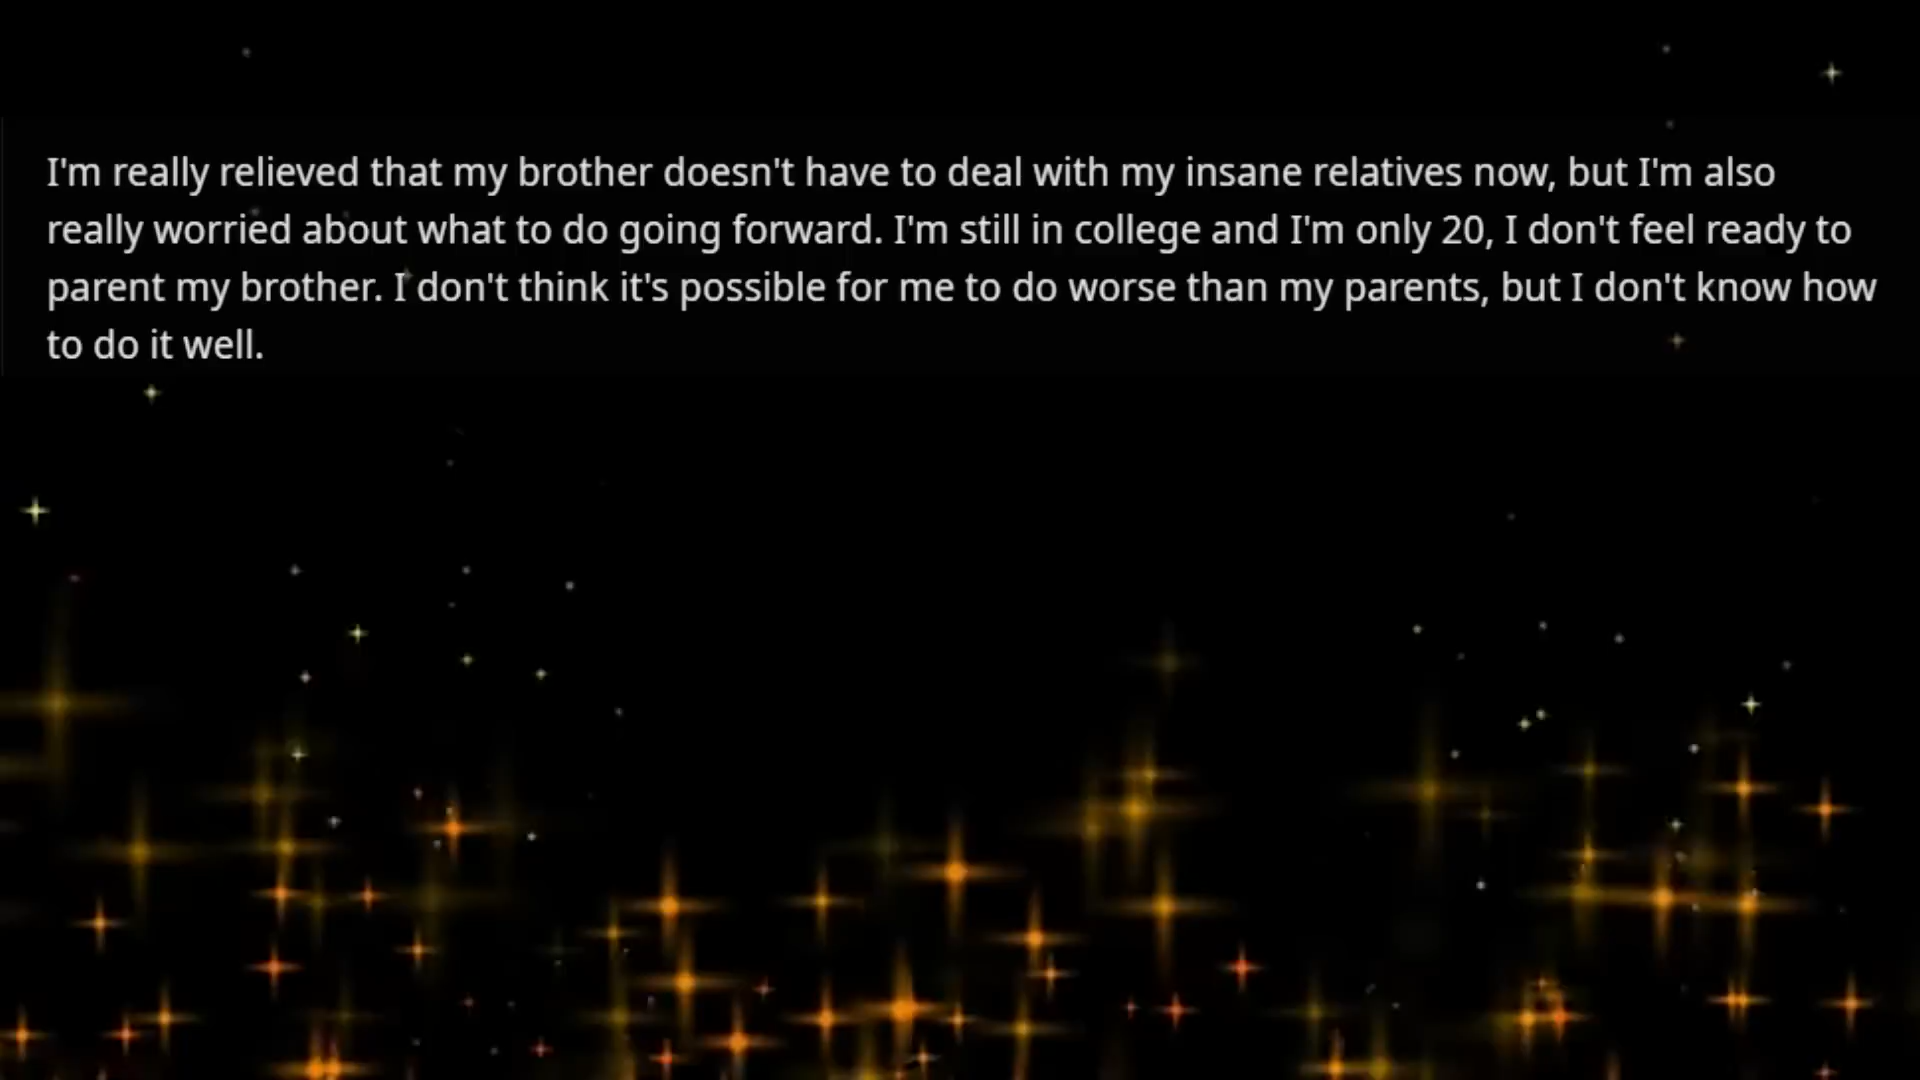 I'm really relieved that my brother doesn't have to deal with my insane relatives now, but I'm also
really worried about what to do going forward. I'm still in college and I'm only 20, I don't feel ready to
parent my brother. I don't think it's possible for me to do worse than my parents, but I don't know how
to do it well.